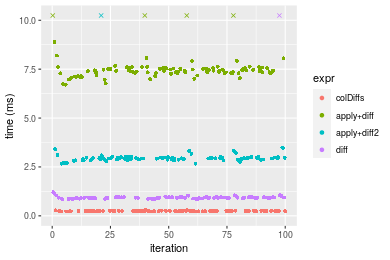 10.0
7.5
5.0
2.5
0.0
time (ms)
0
25
50
75
100
iteration
expr
colDiffs
apply+diff
apply+diff2
diff